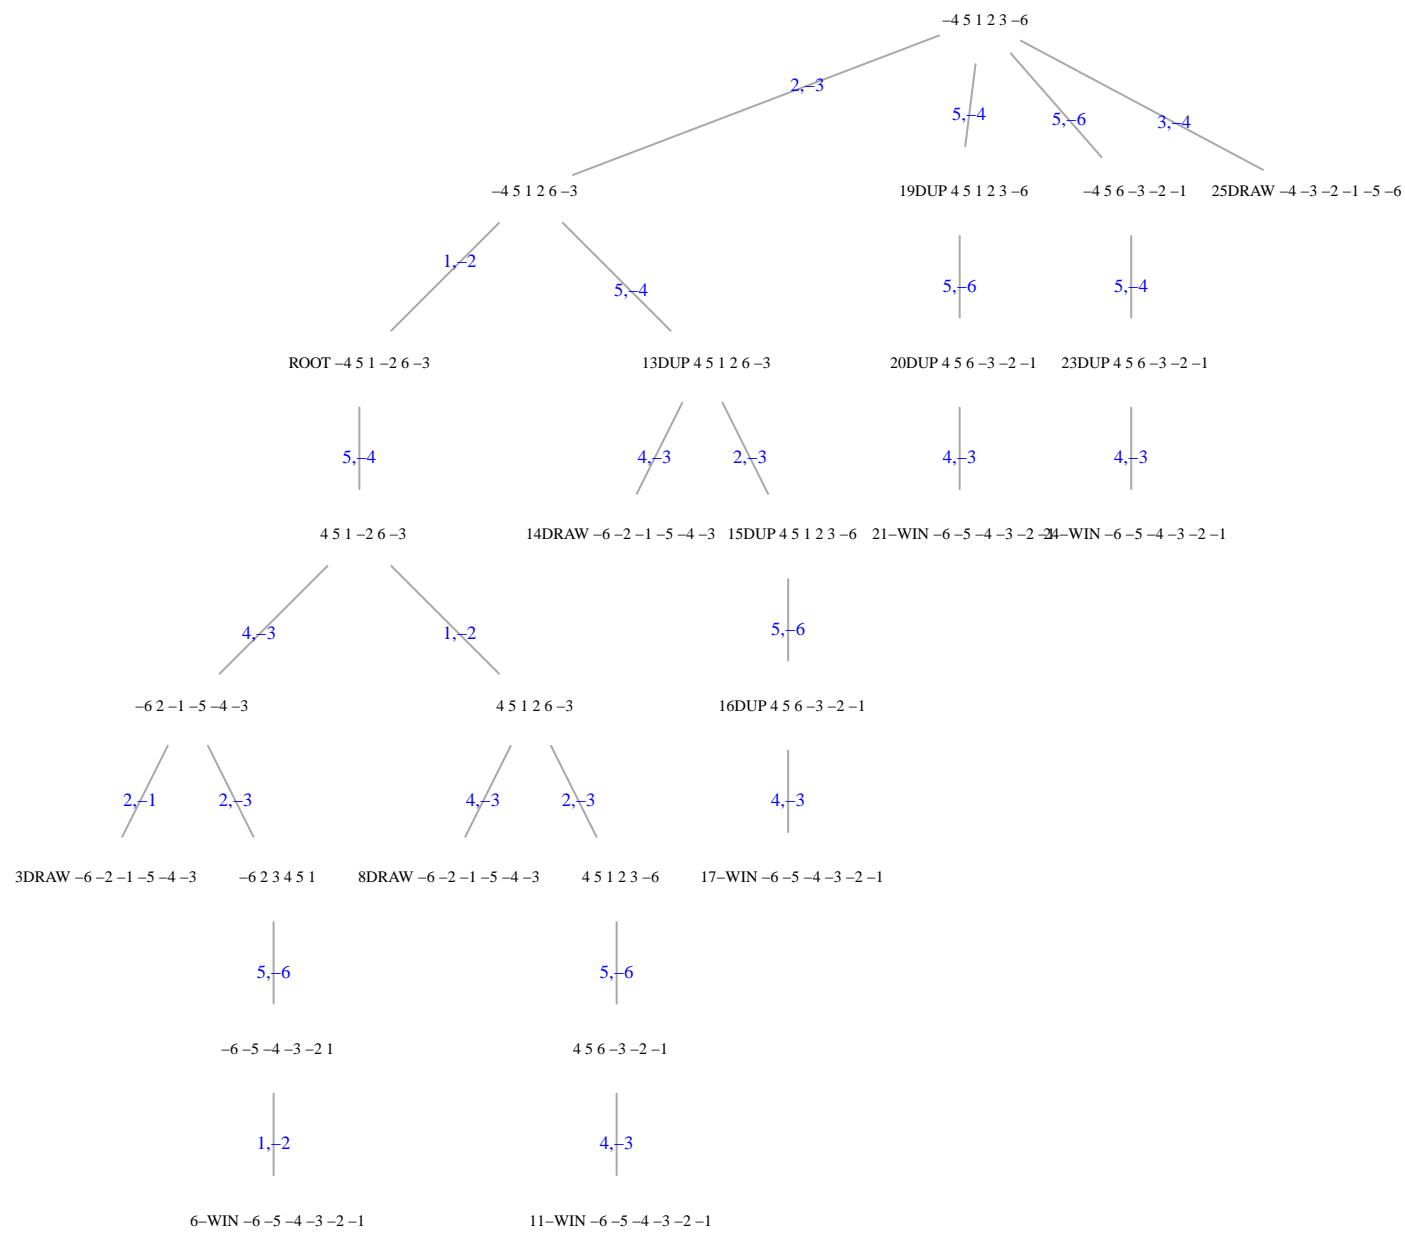 –4 5 1 2 3 –6
2,–3
5,–4
5,–6
3,–4
–4 5 1 2 6 –3
19DUP 4 5 1 2 3 –6
–4 5 6 –3 –2 –1
25DRAW –4 –3 –2 –1 –5 –6
1,–2
5,–4
5,–6
5,–4
ROOT –4 5 1 –2 6 –3
13DUP 4 5 1 2 6 –3
20DUP 4 5 6 –3 –2 –1
23DUP 4 5 6 –3 –2 –1
5,–4
4,–3
2,–3
4,–3
4,–3
4 5 1 –2 6 –3
14DRAW –6 –2 –1 –5 –4 –3
15DUP 4 5 1 2 3 –6
21–WIN –6 –5 –4 –3 –2 –1
24–WIN –6 –5 –4 –3 –2 –1
4,–3
1,–2
5,–6
–6 2 –1 –5 –4 –3
4 5 1 2 6 –3
16DUP 4 5 6 –3 –2 –1
2,–1
2,–3
4,–3
2,–3
4,–3
3DRAW –6 –2 –1 –5 –4 –3
–6 2 3 4 5 1
8DRAW –6 –2 –1 –5 –4 –3
4 5 1 2 3 –6
17–WIN –6 –5 –4 –3 –2 –1
5,–6
5,–6
–6 –5 –4 –3 –2 1
4 5 6 –3 –2 –1
1,–2
4,–3
6–WIN –6 –5 –4 –3 –2 –1
11–WIN –6 –5 –4 –3 –2 –1